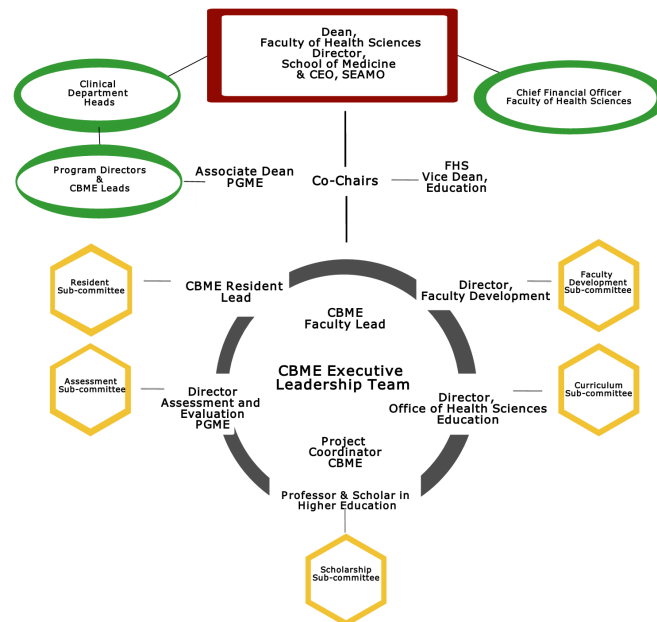 Dean,
Faculty of Health Sciences
Director,
School of Medicine
& CEO, SEAMO
Clinical
Department
Heads
Chief Financial Officer
Faculty of Health Sciences
Program Directors
&
CBME Leads
Associate Dean
PGME
Co-Chairs
FHS
Vice Dean,
Education
Resident
Sub-committee
CBME Resident
Lead
Director,
Faculty Development
Faculty
Development
Sub-committee
CBME
Faculty Lead
CBME Executive
Leadership Team
Assessment
Sub-committee
Director
Assessment and
Evaluation
PGME
Director,
Office of Health Sciences
Education
Curriculum
Sub-committee
Project
Coordinator
CBME
Professor & Scholar in
Higher Education
Scholarship
Sub-committee